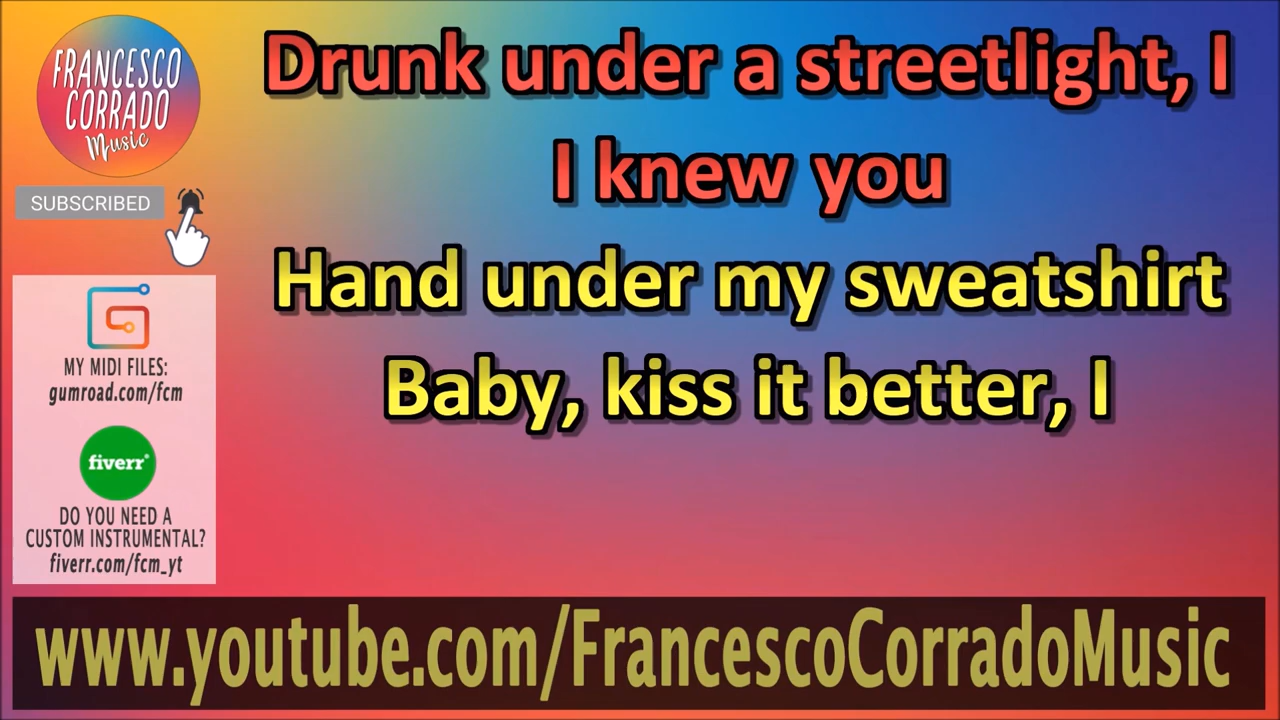 FRANCESCO
CORRADO
Music
SUBSCRIBED
Drunk under a streetlight, I
I knew you
Hand under my sweatshirt
Baby, kiss it better, I
MY MIDI FILES:
gumroad.com/fcm
fiverr®
DO YOU NEED A
CUSTOM INSTRUMENTAL?
fiverr.com/fcm_yt
www.youtube.com/FrancescoCorradoMusic